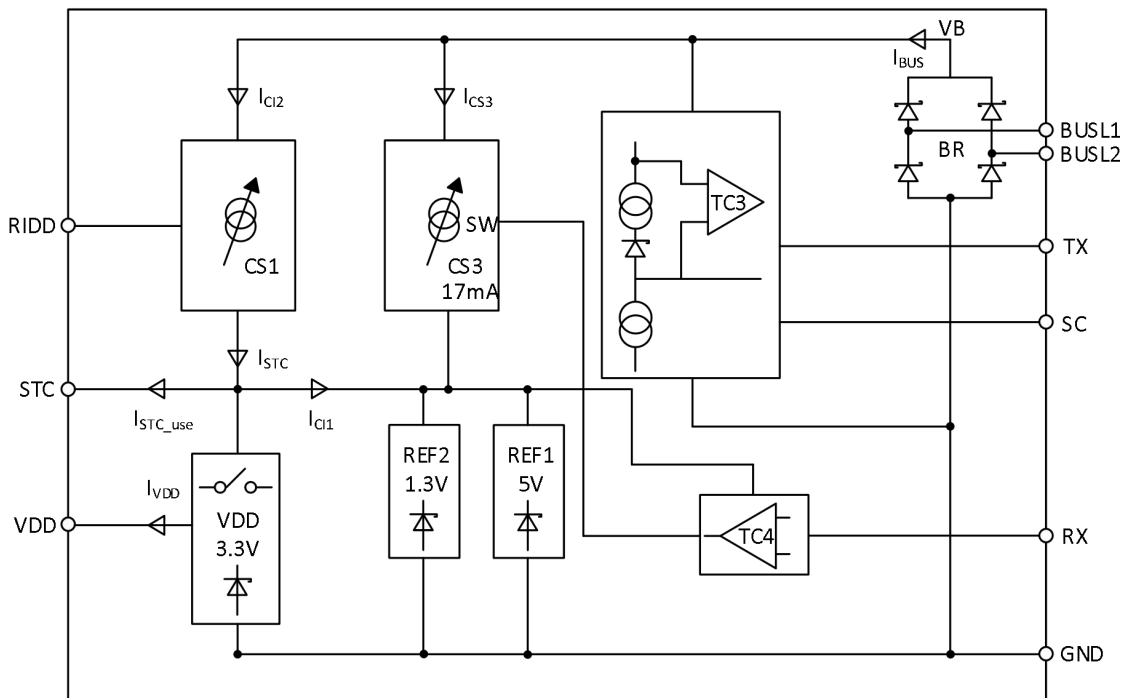 VB
I_BUS
I_CI2
I_CS3
BUSL1
BR
BUSL2
TC3
RIDD
SW
CS1
CS3
17mA
TX
SC
I_STC
STC
I_STC_use
I_CI1
REF2
1.3V
REF1
5V
I_VDD
VDD
VDD
3.3V
TC4
RX
GND